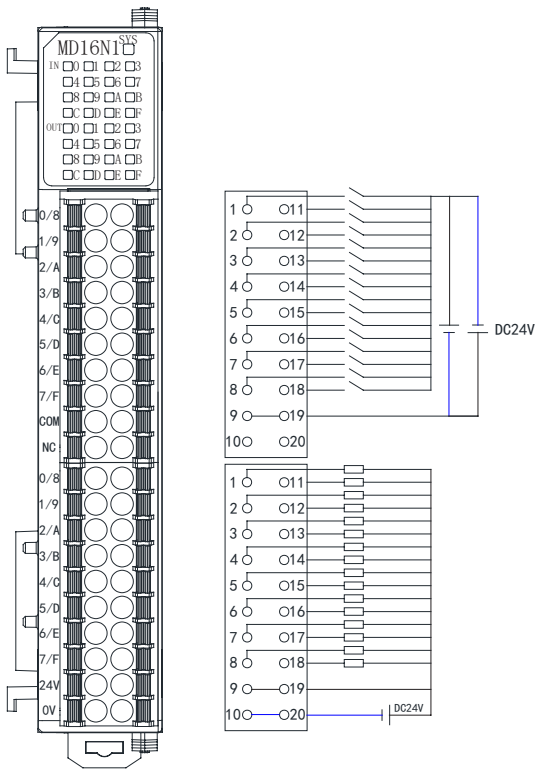 SYS
MD16N1
IN 0 1 2 3
4 5 6 7
8 9 A B
C D E F
OUT 0 1 2 3
4 5 6 7
8 9 A B
C D E F
0/8
1/9
2/A
3/B
4/C
5/D
6/E
7/F
COM
NC
0/8
1/9
2/A
3/B
4/C
5/D
6/E
7/F
24V
0V
1 11
2 12
3 13
4 14
5 15
6 16
7 17
8 18
9 19
10 20
DC24V
1 11
2 12
3 13
4 14
5 15
6 16
7 17
8 18
9 19
10 20
DC24V